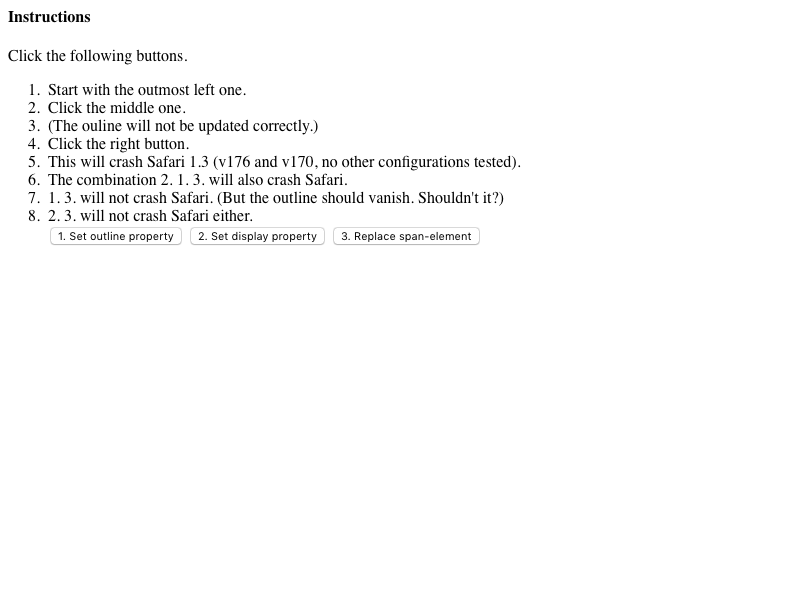 Instructions
Click the following buttons.
1. Start with the outmost left one.
2. Click the middle one.
3. (The ouline will not be updated correctly.)
4. Click the right button.
5. This will crash Safari 1.3 (v176 and v170, no other configurations tested).
6. The combination 2. 1. 3. will also crash Safari.
7. 1. 3. will not crash Safari. (But the outline should vanish. Shouldn't it?)
8. 2. 3. will not crash Safari either.
1. Set outline property 2. Set display property 3. Replace span-element